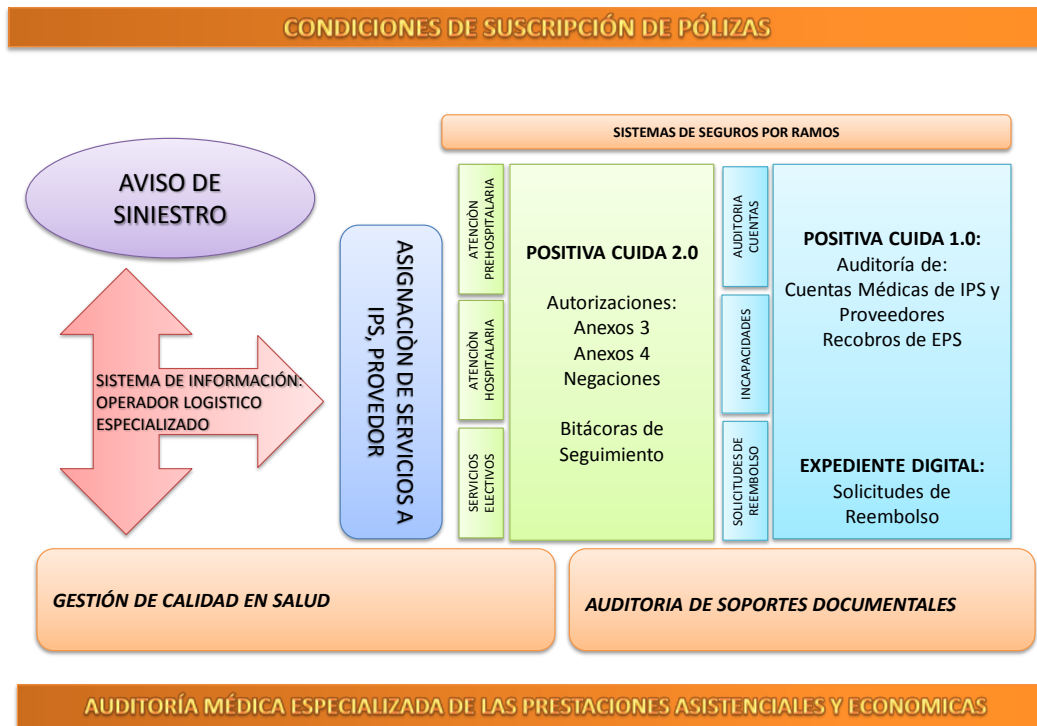 CONDICIONES DE SUSCRIPCIÓN DE PÓLIZAS
SISTEMAS DE SEGUROS POR RAMOS
AVISO DE
SINIESTRO
SISTEMA DE INFORMACIÓN:
OPERADOR LOGISTICO
ESPECIALIZADO
ASIGNACIÒN DE SERVICIOS A
IPS, PROVEDOR
ATENCIÒN
PREHOSPITALARIA
ATENCIÒN
HOSPITALARIA
SERVICIOS
ELECTIVOS
POSITIVA CUIDA 2.0
Autorizaciones:
Anexos 3
Anexos 4
Negaciones
Bitácoras de
Seguimiento
AUDITORIA
CUENTAS
INCAPACIDADES
SOLICITUDES DE
REEMBOLSO
POSITIVA CUIDA 1.0:
Auditoría de:
Cuentas Médicas de IPS y
Proveedores
Recobros de EPS
EXPEDIENTE DIGITAL:
Solicitudes de
Reembolso
GESTIÓN DE CALIDAD EN SALUD
AUDITORIA DE SOPORTES DOCUMENTALES
AUDITORÍA MÉDICA ESPECIALIZADA DE LAS PRESTACIONES ASISTENCIALES Y ECONOMICAS